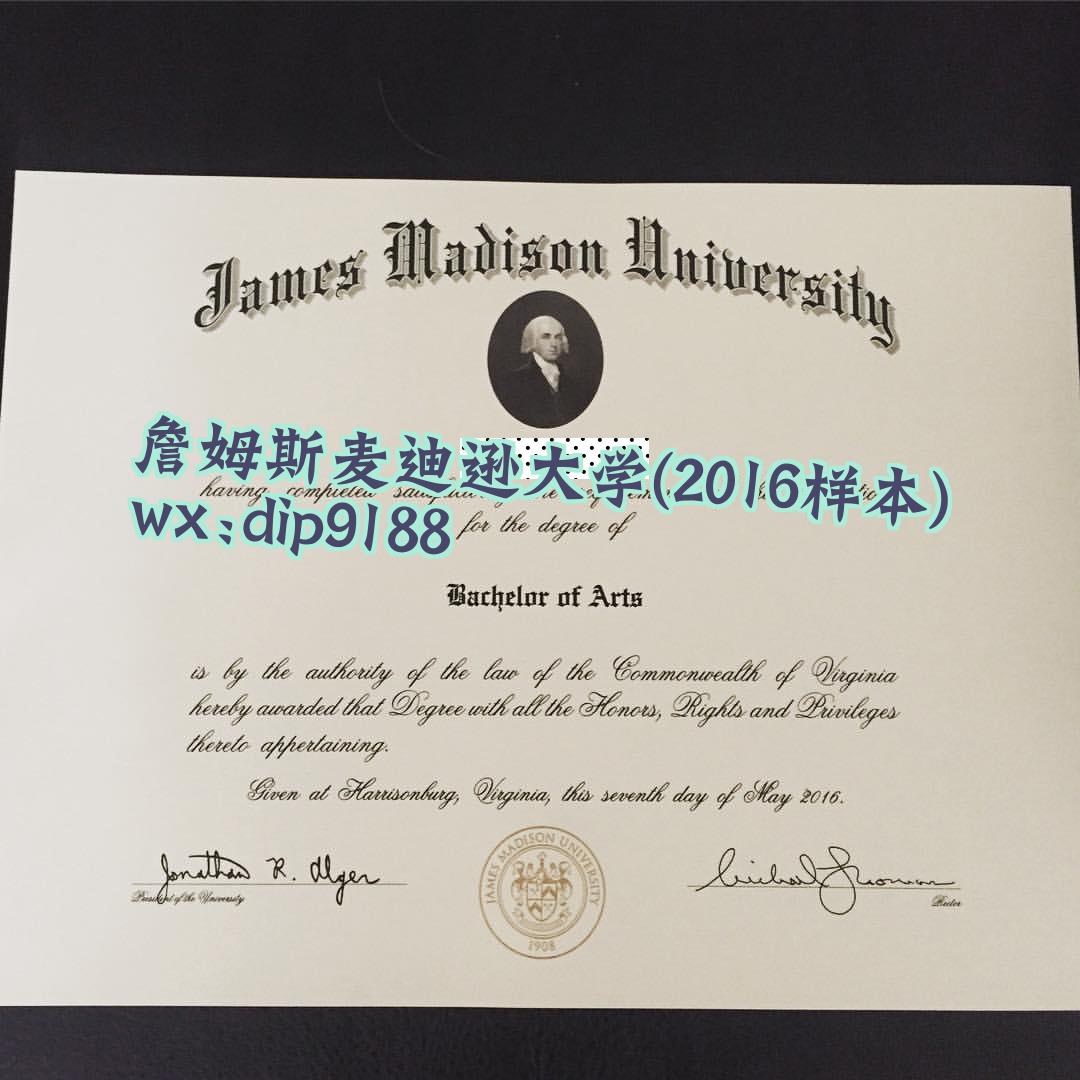 James Madison University
詹姆斯麦迪逊大学(2016样本)
having completed
wx:dip9188
for the degree of
Bachelor of Arts
is by the authority of the law of the Commonwealth of Virginia
hereby awarded that Degree with all the Honors, Rights and Privileges
thereto appertaining.
Given at Harrisonburg, Virginia, this seventh day of May 2016.
Jonathan R. Alger
President of the University
JAMES MADISON UNIVERSITY
1908
Rector